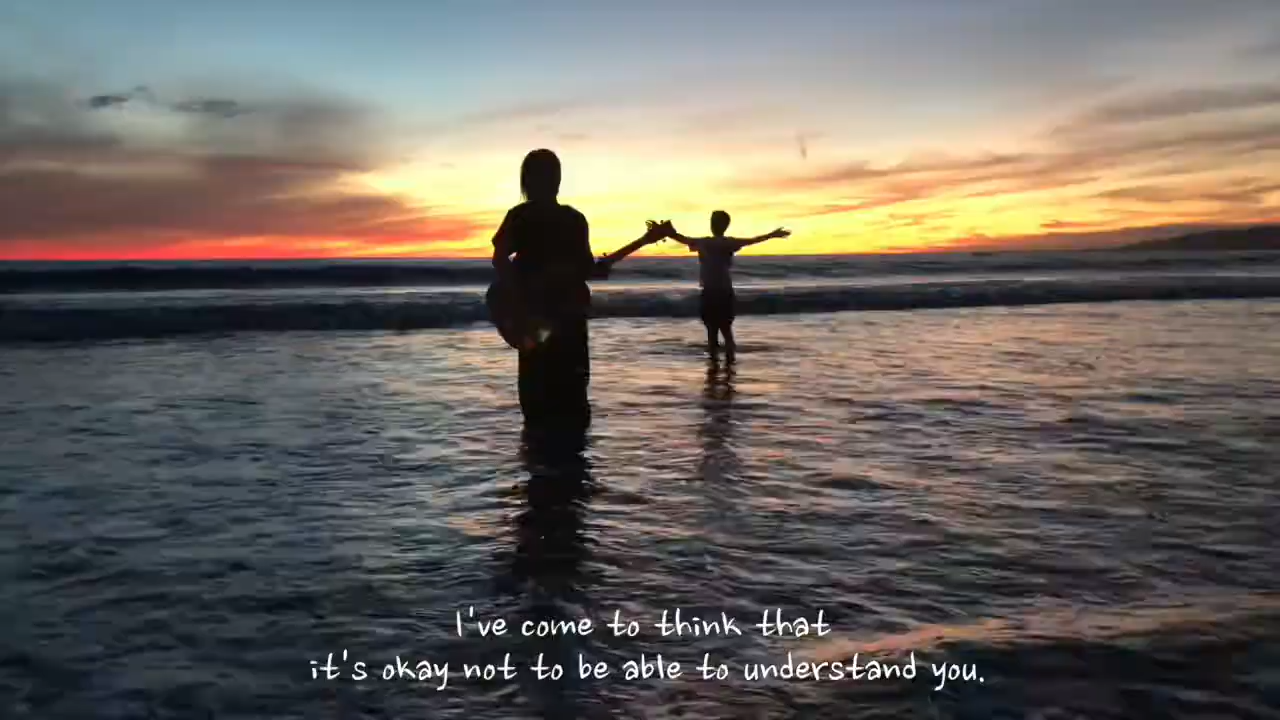 I've come to think that
it's okay not to be able to understand you.